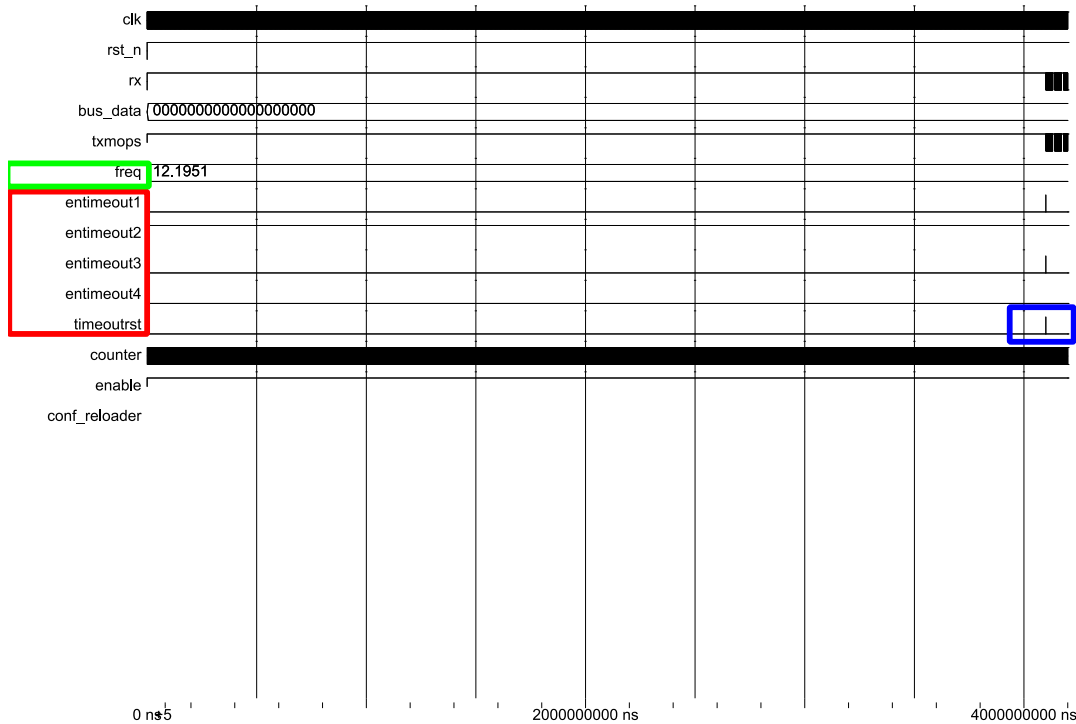 clk
rst_n
rx
bus_data 0000000000000000000
txmops
freq 12.1951
entimeout1
entimeout2
entimeout3
entimeout4
timeoutrst
counter
enable
conf_reloader
0 ns+5 2000000000 ns 4000000000 ns